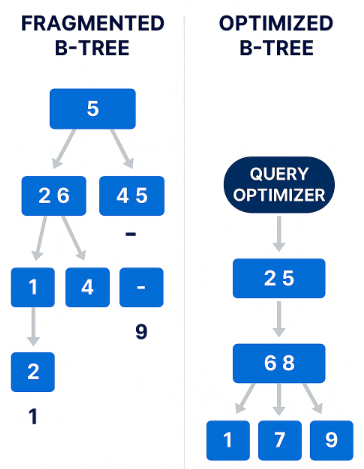 FRAGMENTED
B-TREE
5
2 6
4 5
-
1
4
-
9
2
1
OPTIMIZED
B-TREE
QUERY
OPTIMIZER
2 5
6 8
1
7
9